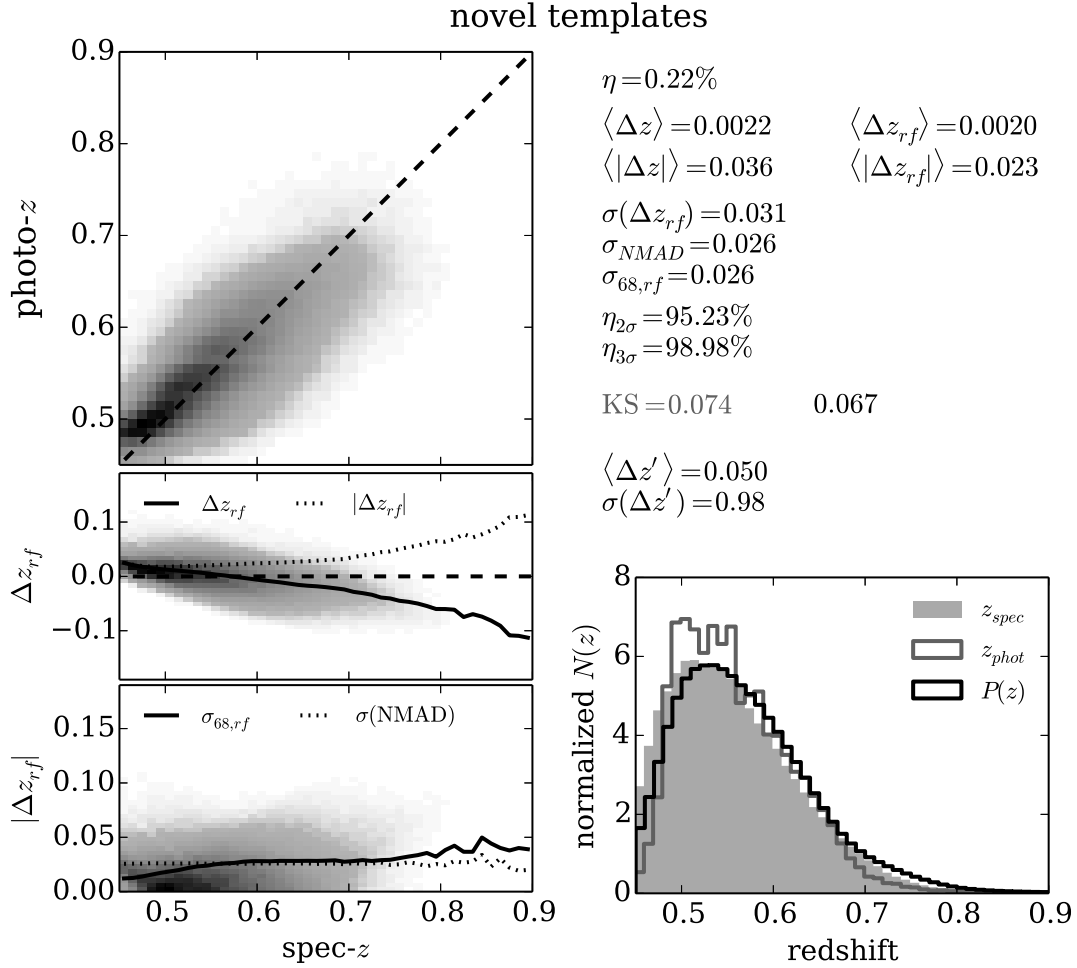 novel templates
0.9
0.8
0.7
0.6
0.5
photo-z
η=0.22%
⟨Δz⟩=0.0022 ⟨Δz_rf⟩=0.0020
⟨|Δz|⟩=0.036 ⟨|Δz_rf|⟩=0.023
σ(Δz_rf)=0.031
σ_NMAD=0.026
σ_68,rf=0.026
η_2σ=95.23%
η_3σ=98.98%
KS=0.074 0.067
⟨Δz′⟩=0.050
σ(Δz′)=0.98
Δz_rf |Δz_rf|
0.1
0.0
−0.1
Δz_rf
σ_68,rf σ(NMAD)
0.15
0.10
0.05
0.00
|Δz_rf|
0.5 0.6 0.7 0.8 0.9
spec-z
8
6
4
2
0
normalized N(z)
z_spec
z_phot
P(z)
0.5 0.6 0.7 0.8 0.9
redshift